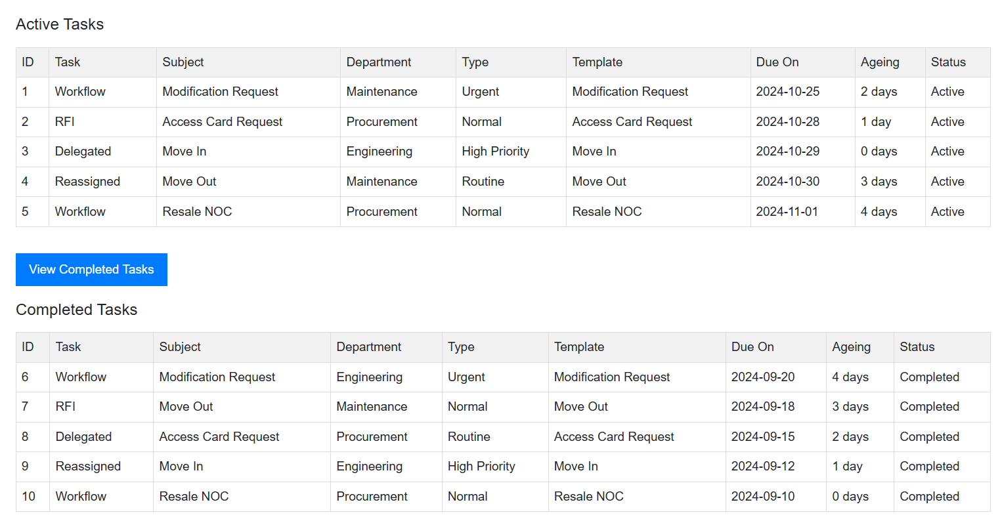 Active Tasks
ID Task Subject Department Type Template Due On Ageing Status
1 Workflow Modification Request Maintenance Urgent Modification Request 2024-10-25 2 days Active
2 RFI Access Card Request Procurement Normal Access Card Request 2024-10-28 1 day Active
3 Delegated Move In Engineering High Priority Move In 2024-10-29 0 days Active
4 Reassigned Move Out Maintenance Routine Move Out 2024-10-30 3 days Active
5 Workflow Resale NOC Procurement Normal Resale NOC 2024-11-01 4 days Active
View Completed Tasks
Completed Tasks
ID Task Subject Department Type Template Due On Ageing Status
6 Workflow Modification Request Engineering Urgent Modification Request 2024-09-20 4 days Completed
7 RFI Move Out Maintenance Normal Move Out 2024-09-18 3 days Completed
8 Delegated Access Card Request Procurement Routine Access Card Request 2024-09-15 2 days Completed
9 Reassigned Move In Engineering High Priority Move In 2024-09-12 1 day Completed
10 Workflow Resale NOC Procurement Normal Resale NOC 2024-09-10 0 days Completed